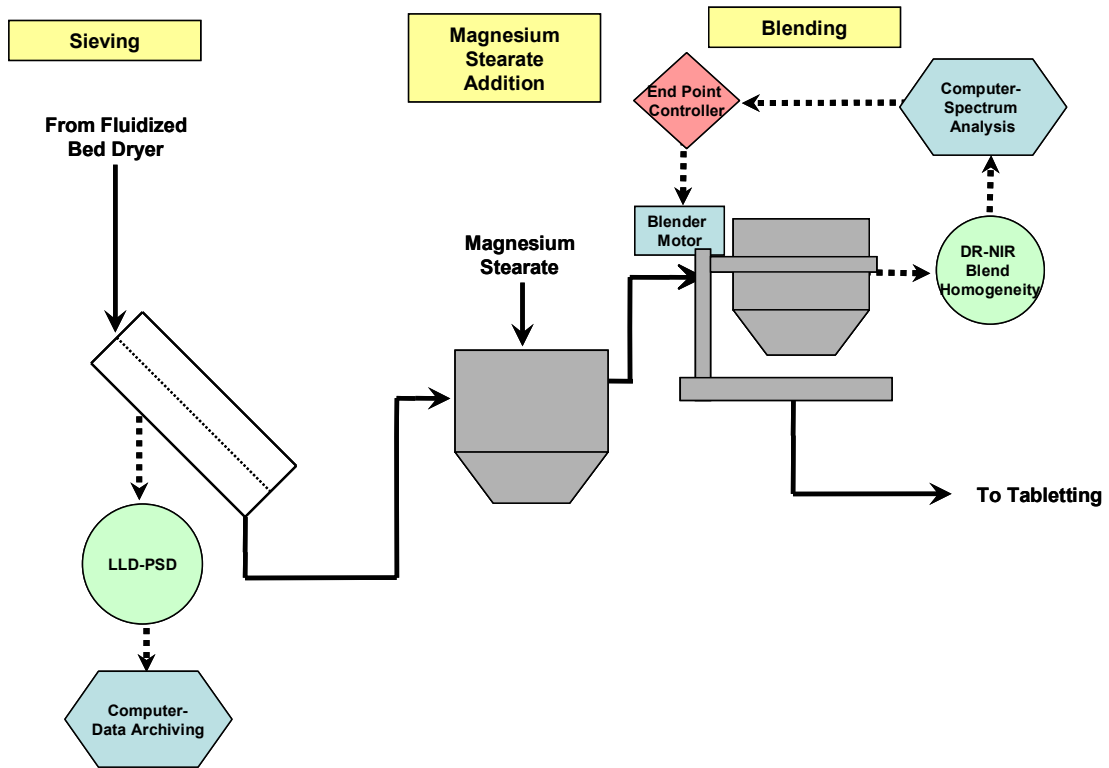 Sieving
Magnesium
Stearate
Addition
Blending
From Fluidized
Bed Dryer
End Point
Controller
Computer-
Spectrum
Analysis
Blender
Motor
DR-NIR
Blend
Homogeneity
Magnesium
Stearate
To Tabletting
LLD-PSD
Computer-
Data Archiving